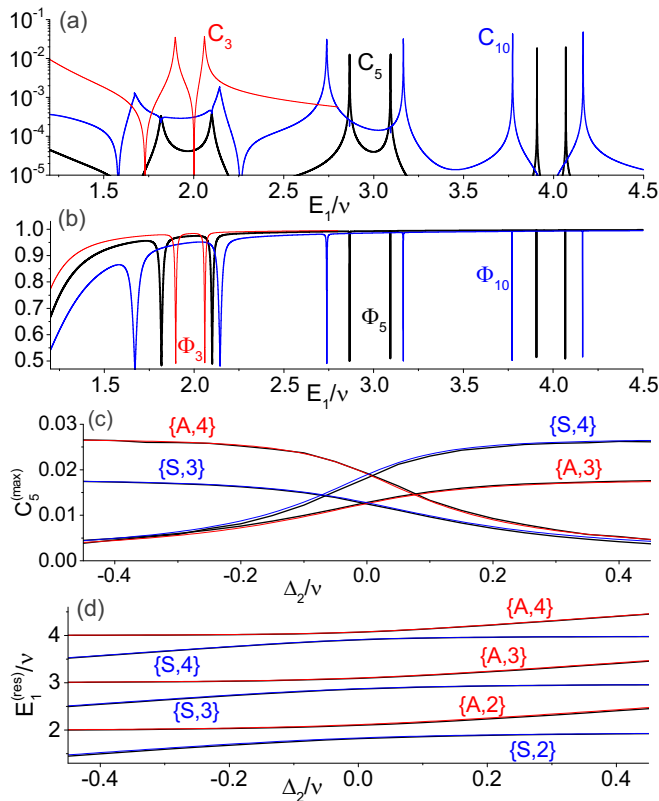 (a)
10⁻¹
10⁻²
10⁻³
10⁻⁴
10⁻⁵
C₃
C₅
C₁₀
1.5 2.0 2.5 3.0 3.5 4.0 4.5
E₁/ν
(b)
1.0
0.9
0.8
0.7
0.6
0.5
Φ₃
Φ₅
Φ₁₀
1.5 2.0 2.5 3.0 3.5 4.0 4.5
E₁/ν
(c)
C₅⁽ᵐᵃˣ⁾
0.03
0.02
0.01
0.00
{A,4}
{S,4}
{S,3}
{A,3}
-0.4 -0.2 0.0 0.2 0.4
Δ₂/ν
(d)
E₁⁽ʳᵉˢ⁾/ν
4
3
2
{A,4}
{S,4}
{A,3}
{S,3}
{A,2}
{S,2}
-0.4 -0.2 0.0 0.2 0.4
Δ₂/ν